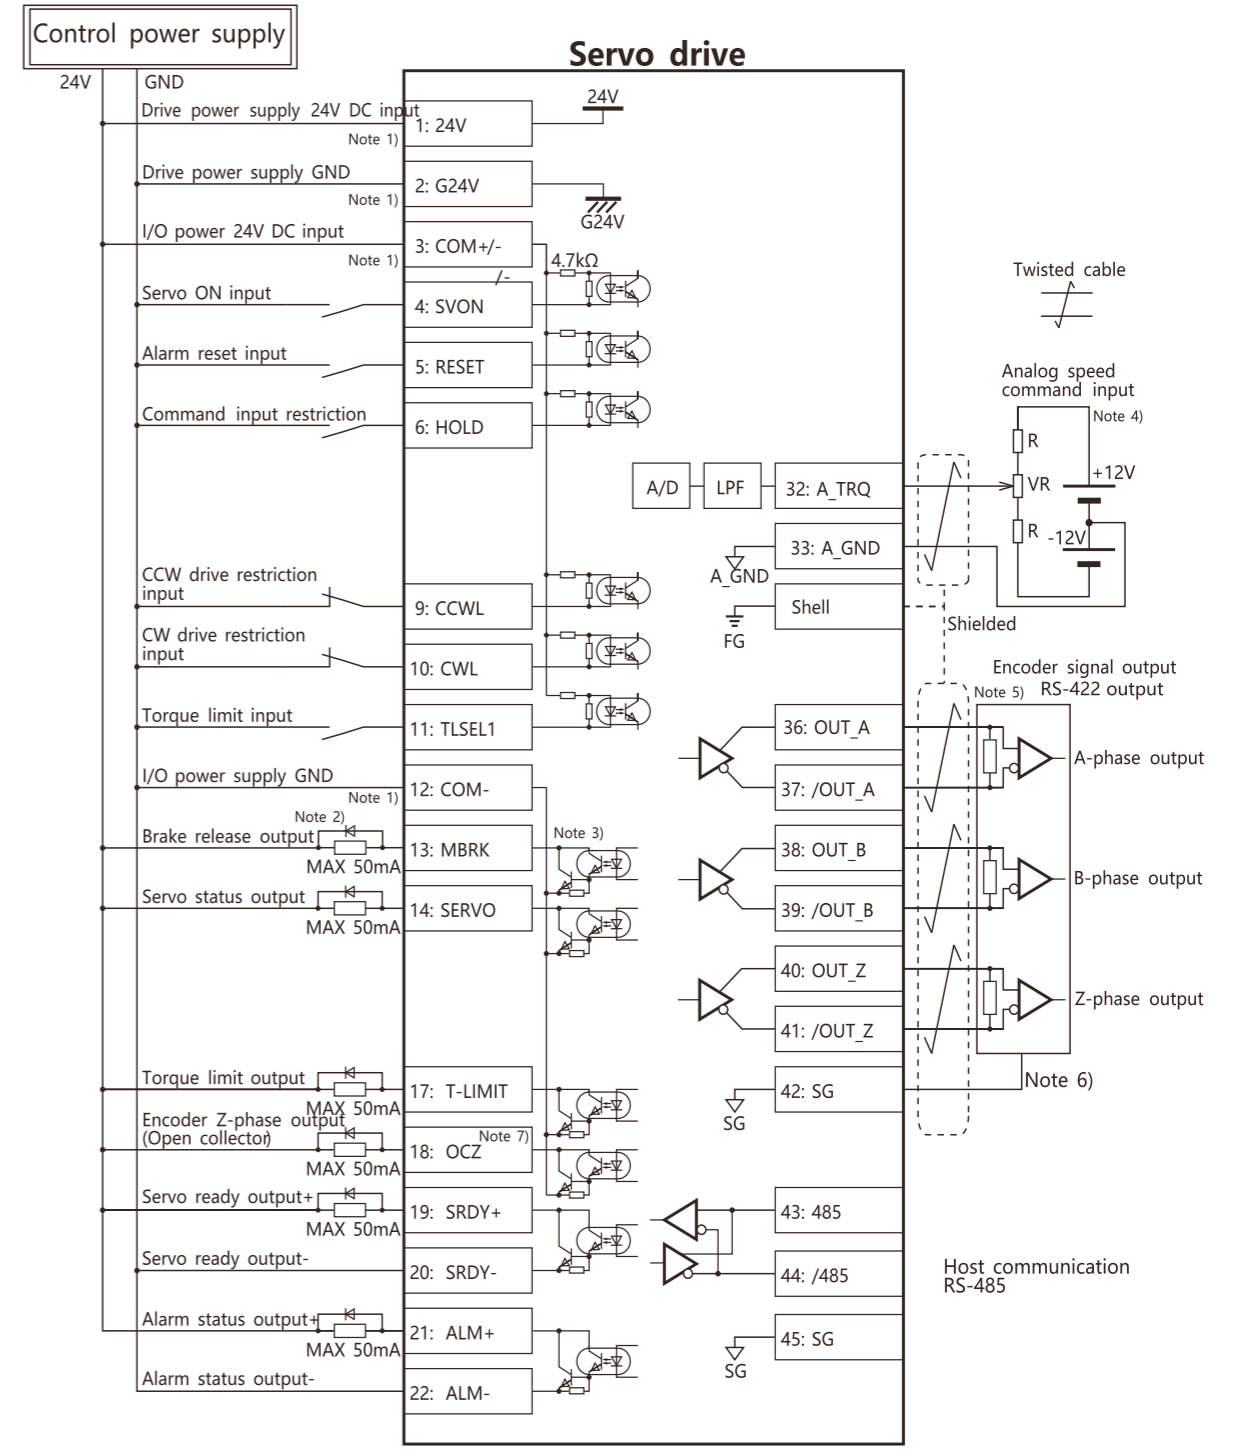 Control power supply
24V
GND
Servo drive
Drive power supply 24V DC input
Note 1)
1: 24V
24V
Drive power supply GND
Note 1)
2: G24V
G24V
I/O power 24V DC input
Note 1)
3: COM+/-
/-
4.7kΩ
Servo ON input
4: SVON
Alarm reset input
5: RESET
Command input restriction
6: HOLD
CCW drive restriction
input
9: CCWL
CW drive restriction
input
10: CWL
Torque limit input
11: TLSEL1
I/O power supply GND
Note 1)
12: COM-
Note 2)
Brake release output
MAX 50mA
13: MBRK
Note 3)
Servo status output
MAX 50mA
14: SERVO
Torque limit output
MAX 50mA
17: T-LIMIT
Encoder Z-phase output
(Open collector)
MAX 50mA
18: OCZ
Note 7)
Servo ready output+
MAX 50mA
19: SRDY+
Servo ready output-
20: SRDY-
Alarm status output+
MAX 50mA
21: ALM+
Alarm status output-
22: ALM-
Twisted cable
Analog speed
command input
Note 4)
R
VR
R
+12V
-12V
A/D
LPF
32: A_TRQ
33: A_GND
A_GND
Shell
FG
Shielded
Encoder signal output
Note 5)
RS-422 output
36: OUT_A
37: /OUT_A
A-phase output
38: OUT_B
39: /OUT_B
B-phase output
40: OUT_Z
41: /OUT_Z
Z-phase output
42: SG
SG
Note 6)
43: 485
44: /485
Host communication
RS-485
45: SG
SG